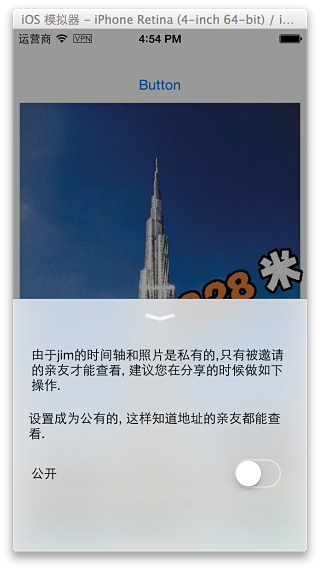 iOS 模拟器 – iPhone Retina (4-inch 64-bit) / i...
运营商 VPN 4:54 PM
Button
828 米
由于jim的时间轴和照片是私有的,只有被邀请
的亲友才能查看, 建议您在分享的时候做如下
操作.
设置成为公有的, 这样知道地址的亲友都能查
看.
公开